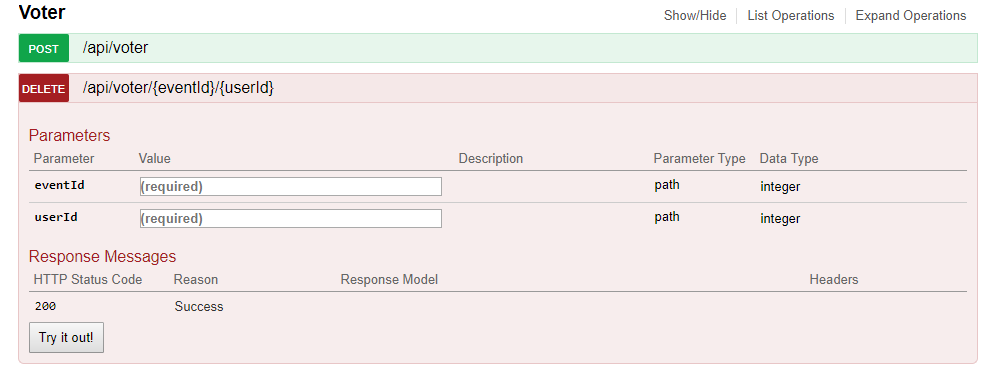 Voter Show/Hide List Operations Expand Operations
POST /api/voter
DELETE /api/voter/{eventId}/{userId}
Parameters
Parameter Value Description Parameter Type Data Type
eventId (required) path integer
userId (required) path integer
Response Messages
HTTP Status Code Reason Response Model Headers
200 Success
Try it out!